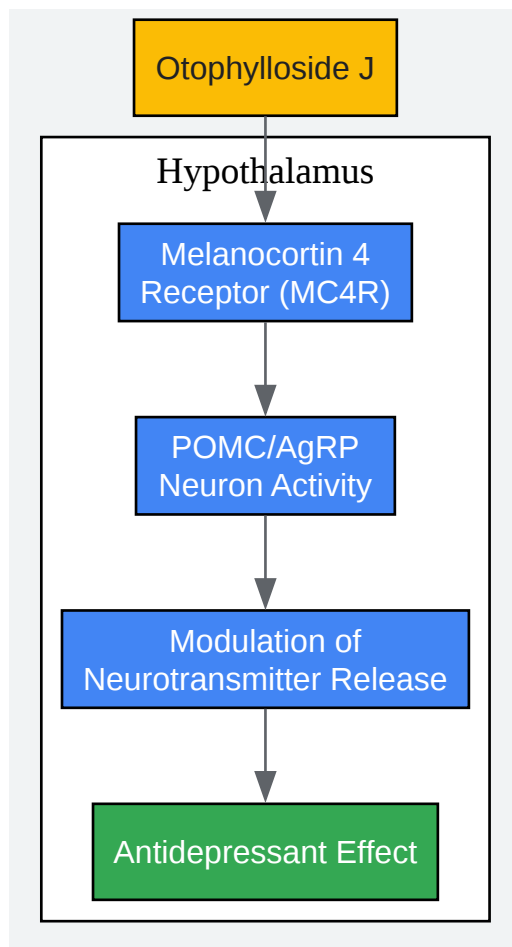 Otophylloside J
Hypothalamus
Melanocortin 4
Receptor (MC4R)
POMC/AgRP
Neuron Activity
Modulation of
Neurotransmitter Release
Antidepressant Effect